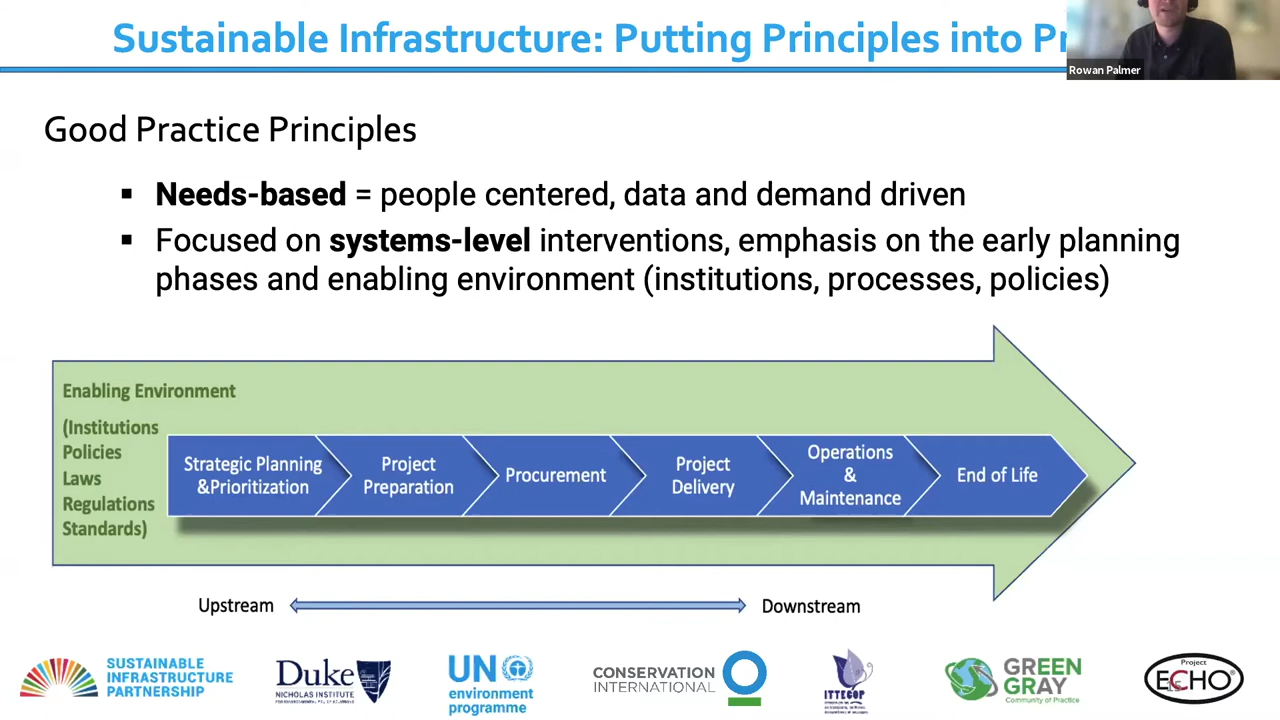 Sustainable Infrastructure: Putting Principles into Pr
Rowan Palmer
Good Practice Principles
▪ Needs-based = people centered, data and demand driven
▪ Focused on systems-level interventions, emphasis on the early planning
phases and enabling environment (institutions, processes, policies)
Enabling Environment
(Institutions
Policies
Laws
Regulations
Standards)
Strategic Planning
&Prioritization
Project
Preparation
Procurement
Project
Delivery
Operations
&
Maintenance
End of Life
Upstream
Downstream
SUSTAINABLE
INFRASTRUCTURE
PARTNERSHIP
Duke
NICHOLAS INSTITUTE
UN
environment
programme
CONSERVATION
INTERNATIONAL
ITTECOP
GREEN
GRAY
Community of Practice
Project
ECHO
15